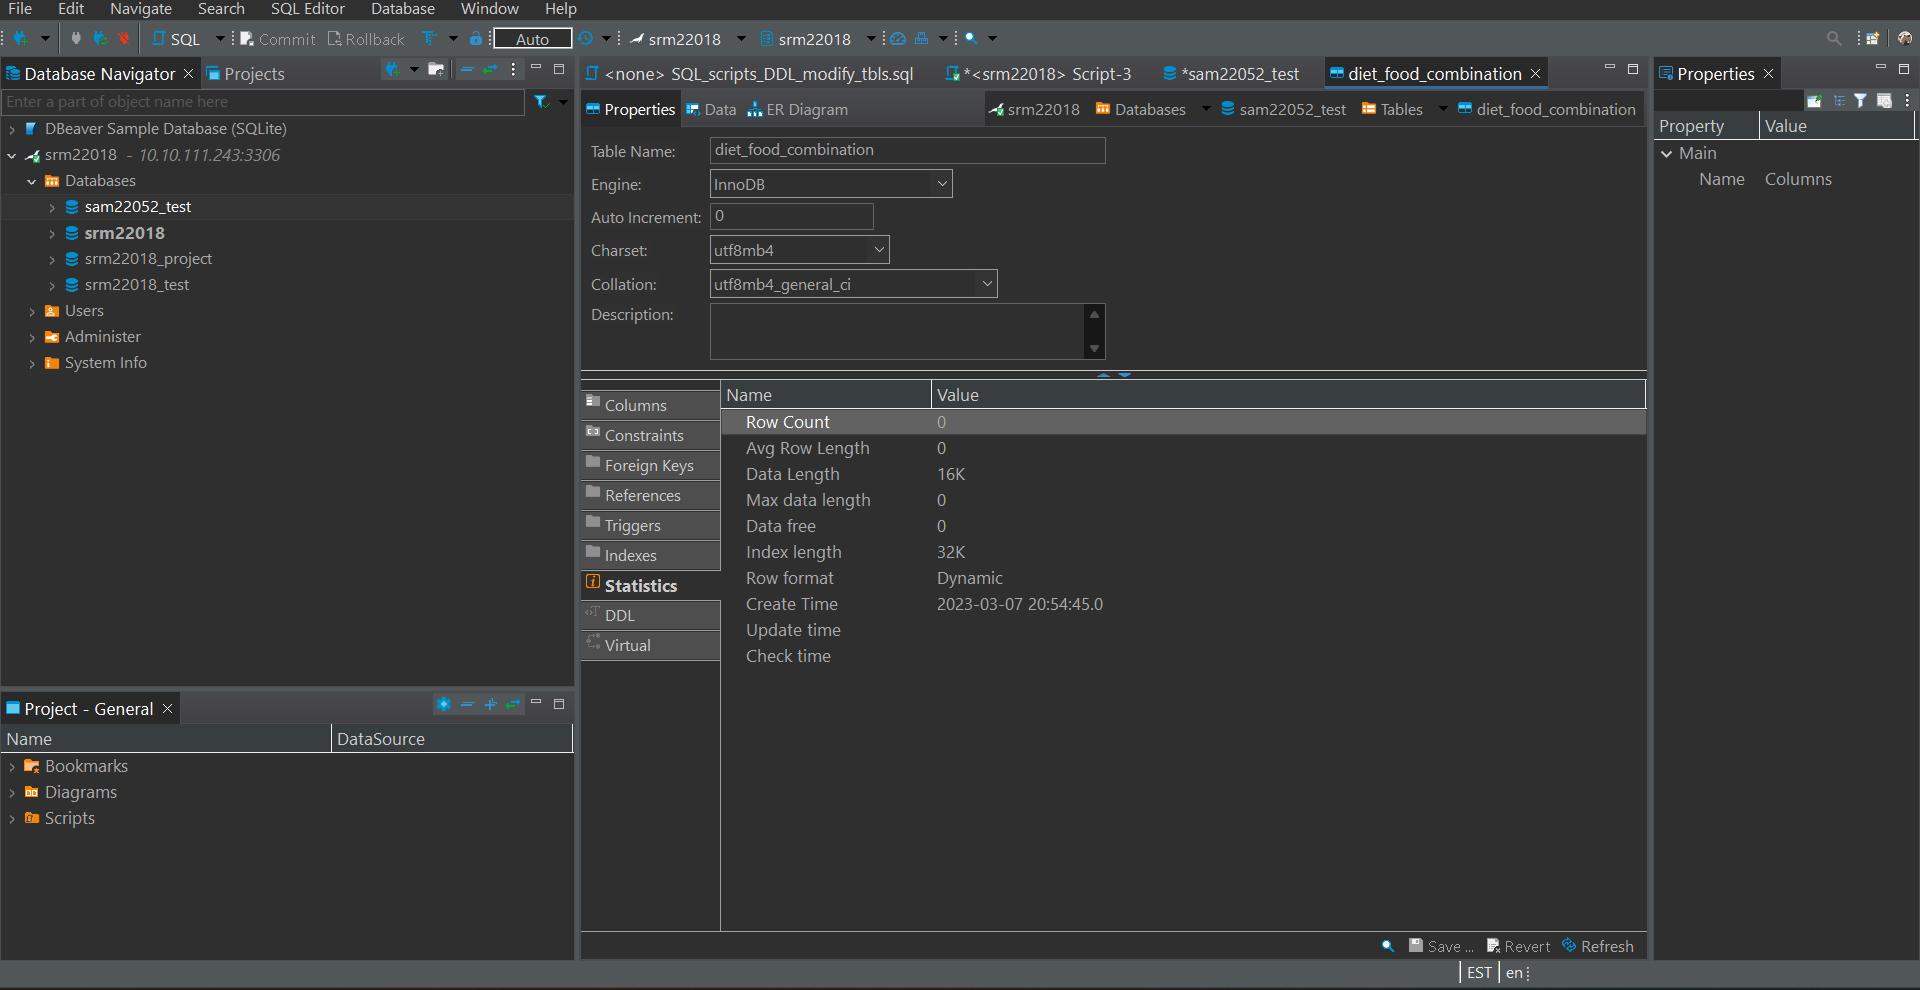 File Edit Navigate Search SQL Editor Database Window Help
SQL Commit Rollback Auto srm22018 srm22018
Database Navigator Projects
Enter a part of object name here
DBeaver Sample Database (SQLite)
srm22018 - 10.10.111.243:3306
Databases
sam22052_test
srm22018
srm22018_project
srm22018_test
Users
Administer
System Info
Project - General
Name DataSource
Bookmarks
Diagrams
Scripts
<none> SQL_scripts_DDL_modify_tbls.sql *<srm22018> Script-3 *sam22052_test diet_food_combination
Properties Data ER Diagram srm22018 Databases sam22052_test Tables diet_food_combination
Table Name: diet_food_combination
Engine: InnoDB
Auto Increment: 0
Charset: utf8mb4
Collation: utf8mb4_general_ci
Description:
Columns
Constraints
Foreign Keys
References
Triggers
Indexes
Statistics
DDL
Virtual
Name Value
Row Count 0
Avg Row Length 0
Data Length 16K
Max data length 0
Data free 0
Index length 32K
Row format Dynamic
Create Time 2023-03-07 20:54:45.0
Update time
Check time
Save ... Revert Refresh
Properties
Property Value
Main
Name Columns
EST en